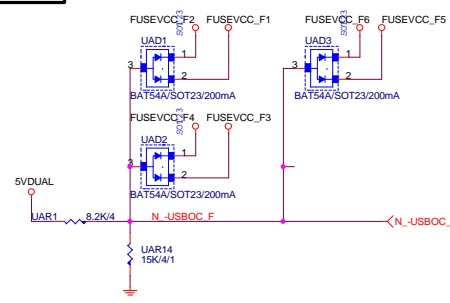 FUSEVCC_F2 SOT23 FUSEVCC_F1
UAD1
1
3
2
BAT54A/SOT23/200mA
FUSEVCC_F6 SOT23 FUSEVCC_F5
UAD3
1
3
2
BAT54A/SOT23/200mA
FUSEVCC_F4 SOT23 FUSEVCC_F3
UAD2
1
3
2
BAT54A/SOT23/200mA
5VDUAL
UAR1 8.2K/4 N_-USBOC_F N_-USBOC_
UAR14
15K/4/1